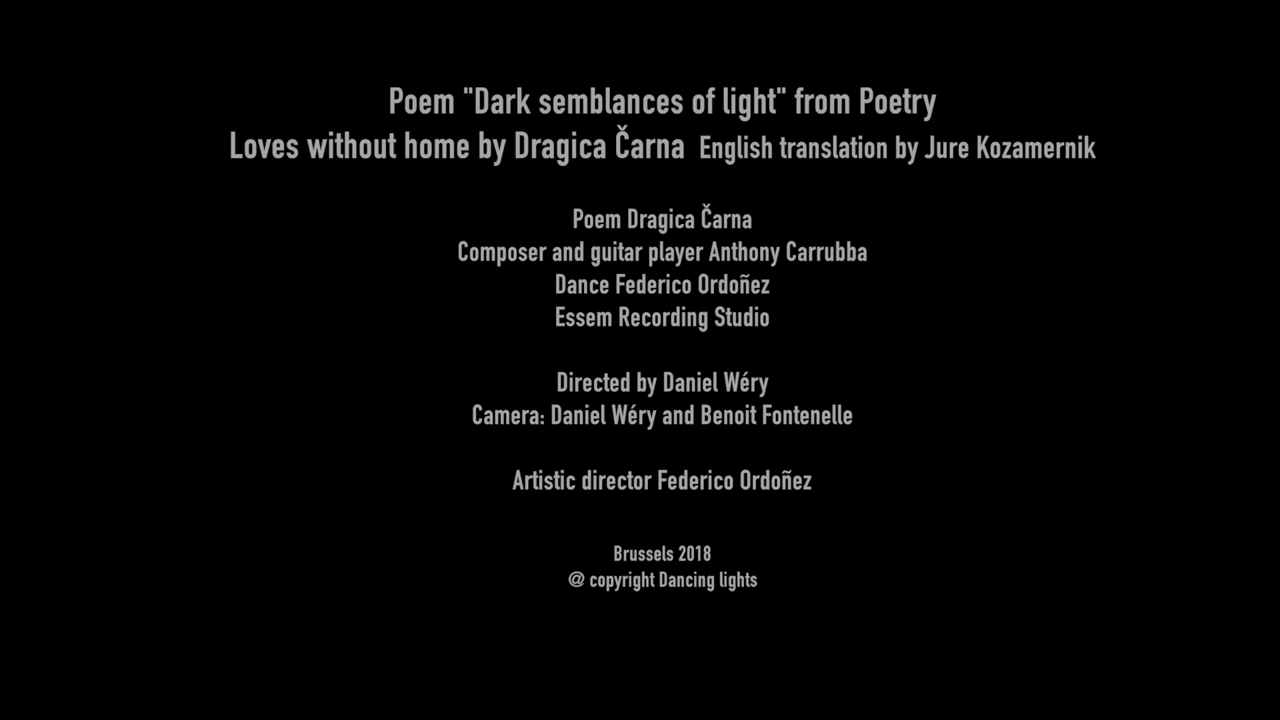 Poem "Dark semblances of light" from Poetry
Loves without home by Dragica Čarna English translation by Jure Kozamernik
Poem Dragica Čarna
Composer and guitar player Anthony Carrubba
Dance Federico Ordoñez
Essem Recording Studio
Directed by Daniel Wéry
Camera: Daniel Wéry and Benoit Fontenelle
Artistic director Federico Ordoñez
Brussels 2018
@ copyright Dancing lights